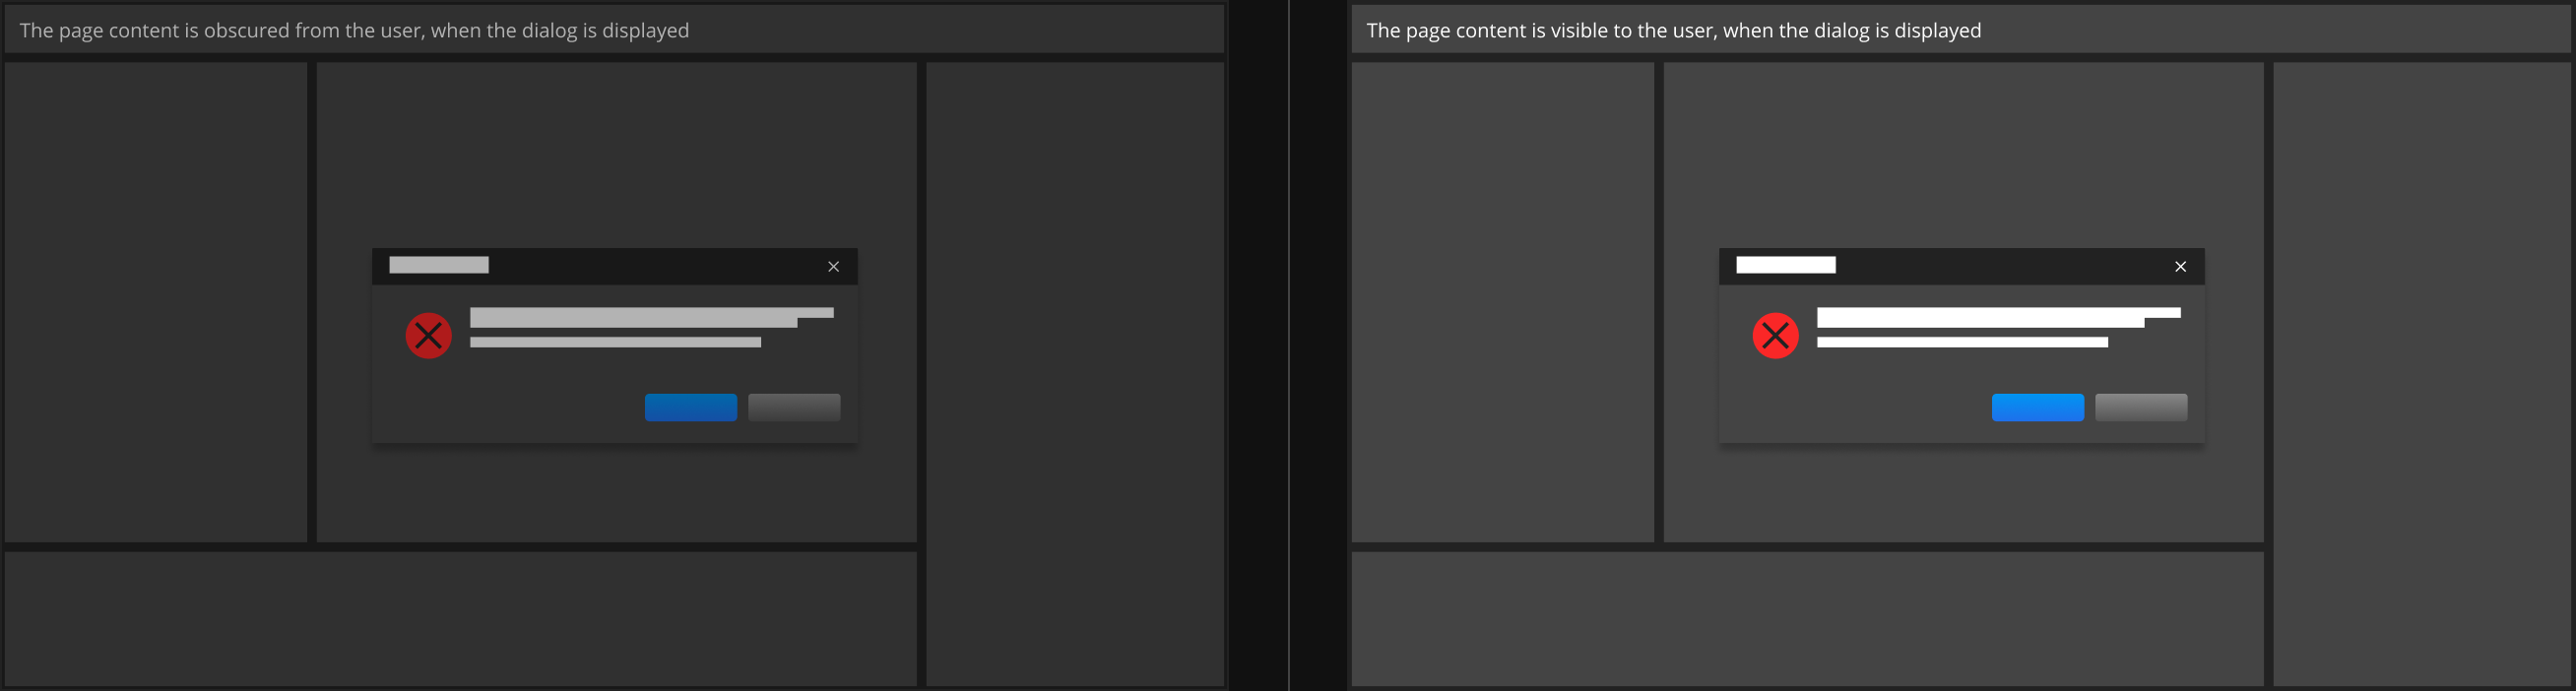 The page content is obscured from the user, when the dialog is displayed
The page content is visible to the user, when the dialog is displayed